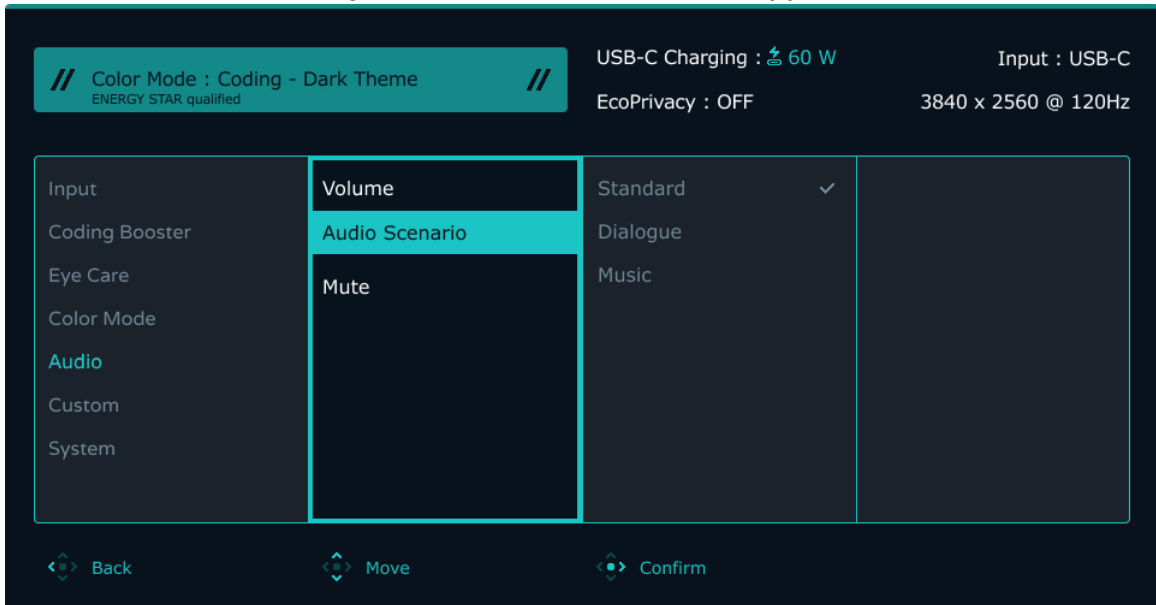 Color Mode : Coding - Dark Theme
ENERGY STAR qualified
USB-C Charging : 60 W
Input : USB-C
EcoPrivacy : OFF
3840 x 2560 @ 120Hz
Input
Coding Booster
Eye Care
Color Mode
Audio
Custom
System
Volume
Audio Scenario
Mute
Standard
Dialogue
Music
Back
Move
Confirm